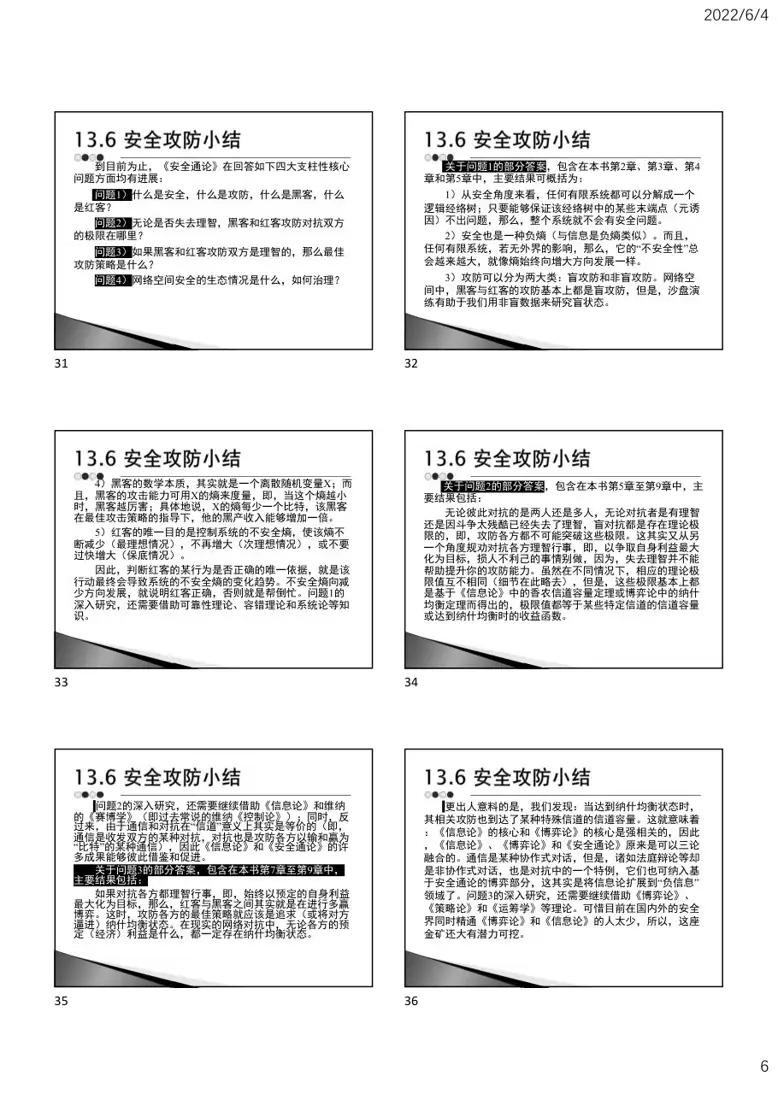 2022/6/4
13.6 安全攻防小结
到目前为止，《安全通论》在回答如下四大支柱性核心
问题方面均有进展：
问题1）什么是安全，什么是攻防，什么是黑客，什么
是红客？
问题2）无论是否失去理智，黑客和红客攻防对抗双方
的极限在哪里？
问题3）如果黑客和红客攻防双方是理智的，那么最佳
攻防策略是什么？
问题4）网络空间安全的生态情况是什么，如何治理？
31
13.6 安全攻防小结
关于问题1的部分答案，包含在本书第2章、第3章、第4
章和第5章中，主要结果可概括为：
1）从安全角度来看，任何有限系统都可以分解成一个
逻辑经络树；只要能够保证该经络树中的某些末端点（元诱
因）不出问题，那么，整个系统就不会有安全问题。
2）安全也是一种负熵（与信息是负熵类似）。而且，
任何有限系统，若无外界的影响，那么，它的“不安全性”总
会越来越大，就像熵始终向增大方向发展一样。
3）攻防可以分为两大类：盲攻防和非盲攻防。网络空
间中，黑客与红客的攻防基本上都是盲攻防，但是，沙盘演
练有助于我们用非盲数据来研究盲状态。
32
13.6 安全攻防小结
4）黑客的数学本质，其实就是一个离散随机变量X；而
且，黑客的攻击能力可用X的熵来度量，即，当这个熵越小
时，黑客越厉害；具体地说，X的熵每少一个比特，该黑客
在最佳攻击策略的指导下，他的黑产收入能够增加一倍。
5）红客的唯一目的是控制系统的不安全熵，使该熵不
断减少（最理想情况），不再增大（次理想情况），或不要
过快增大（保底情况）。
因此，判断红客的某行为是否正确的唯一依据，就是该
行动最终会导致系统的不安全熵的变化趋势。不安全熵向减
少方向发展，就说明红客正确，否则就是帮倒忙。问题1的
深入研究，还需要借助可靠性理论、容错理论和系统论等知
识。
33
13.6 安全攻防小结
关于问题2的部分答案，包含在本书第5章至第9章中，主
要结果包括：
无论彼此对抗的是两人还是多人，无论对抗者是有理智
还是因斗争太残酷已经失去了理智，盲对抗都是存在理论极
限的，即，攻防各方都不可能突破这些极限。这其实又从另
一个角度规劝对抗各方理智行事，即，以争取自身利益最大
化为目标，损人不利己的事情别做，因为，失去理智并不能
帮助提升你的攻防能力。虽然在不同情况下，相应的理论极
限值互不相同（细节在此略去），但是，这些极限基本上都
是基于《信息论》中的香农信道容量定理或博弈论中的纳什
均衡定理而得出的，极限值都等于某些特定信道的信道容量
或达到纳什均衡时的收益函数。
34
13.6 安全攻防小结
问题2的深入研究，还需要继续借助《信息论》和维纳
的《赛博学》（即过去常说的维纳《控制论》）；同时，反
过来，由于通信和对抗在“信道”意义上其实是等价的（即，
通信是收发双方的某种对抗，对抗也是攻防各方以输和赢为
“比特”的某种通信），因此《信息论》和《安全通论》的许
多成果能够彼此借鉴和促进。
关于问题3的部分答案，包含在本书第7章至第9章中，
主要结果包括：
如果对抗各方都理智行事，即，始终以预定的自身利益
最大化为目标，那么，红客与黑客之间其实就是在进行多赢
博弈。这时，攻防各方的最佳策略就应该是追求（或将对方
逼进）纳什均衡状态。在现实的网络对抗中，无论各方的预
定（经济）利益是什么，都一定存在纳什均衡状态。
35
13.6 安全攻防小结
更出人意料的是，我们发现：当达到纳什均衡状态时，
其相关攻防也到达了某种特殊信道的信道容量。这就意味着
：《信息论》的核心和《博弈论》的核心是强相关的，因此
，《信息论》、《博弈论》和《安全通论》原来是可以三论
融合的。通信是某种协作式对话，但是，诸如法庭辩论等却
是非协作式对话，也是对抗中的一个特例，它们也可纳入基
于安全通论的博弈部分，这其实是将信息论扩展到“负信息”
领域了。问题3的深入研究，还需要继续借助《博弈论》、
《策略论》和《运筹学》等理论。可惜目前在国内外的安全
界同时精通《博弈论》和《信息论》的人太少，所以，这座
金矿还大有潜力可挖。
36
6